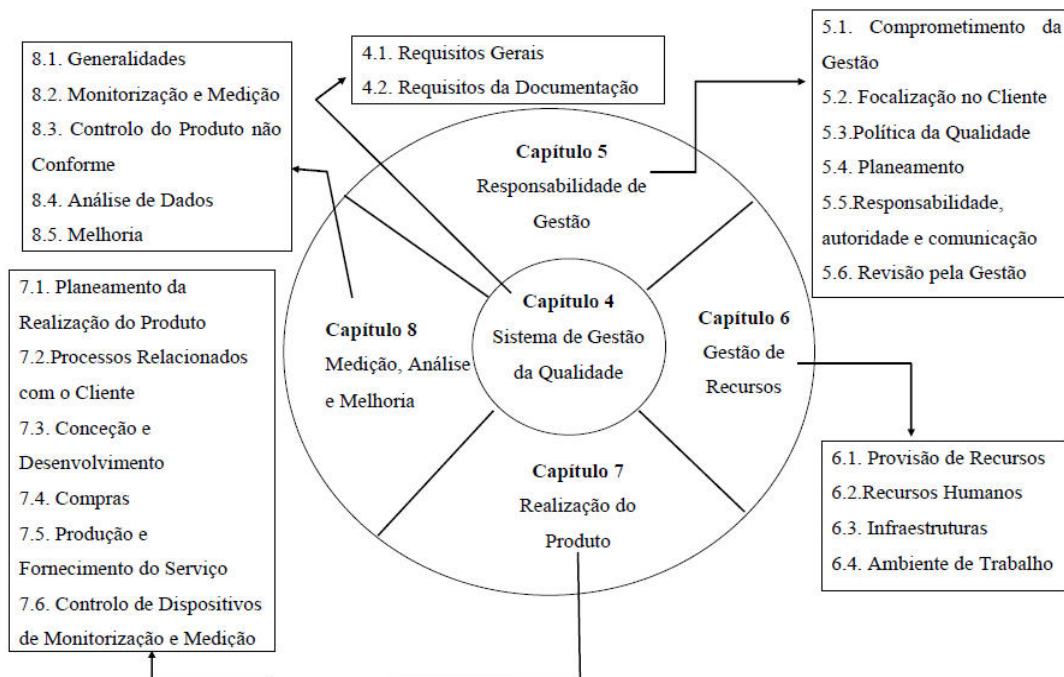 8.1. Generalidades
8.2. Monitorização e Medição
8.3. Controlo do Produto não
Conforme
8.4. Análise de Dados
8.5. Melhoria
4.1. Requisitos Gerais
4.2. Requisitos da Documentação
5.1. Comprometimento da
Gestão
5.2. Focalização no Cliente
5.3.Política da Qualidade
5.4. Planeamento
5.5.Responsabilidade,
autoridade e comunicação
5.6. Revisão pela Gestão
Capítulo 5
Responsabilidade de
Gestão
7.1. Planeamento da
Realização do Produto
7.2.Processos Relacionados
com o Cliente
7.3. Conceção e
Desenvolvimento
7.4. Compras
7.5. Produção e
Fornecimento do Serviço
7.6. Controlo de Dispositivos
de Monitorização e Medição
Capítulo 8
Medição, Análise
e Melhoria
Capítulo 4
Sistema de Gestão
da Qualidade
Capítulo 6
Gestão de
Recursos
Capítulo 7
Realização do
Produto
6.1. Provisão de Recursos
6.2.Recursos Humanos
6.3. Infraestruturas
6.4. Ambiente de Trabalho